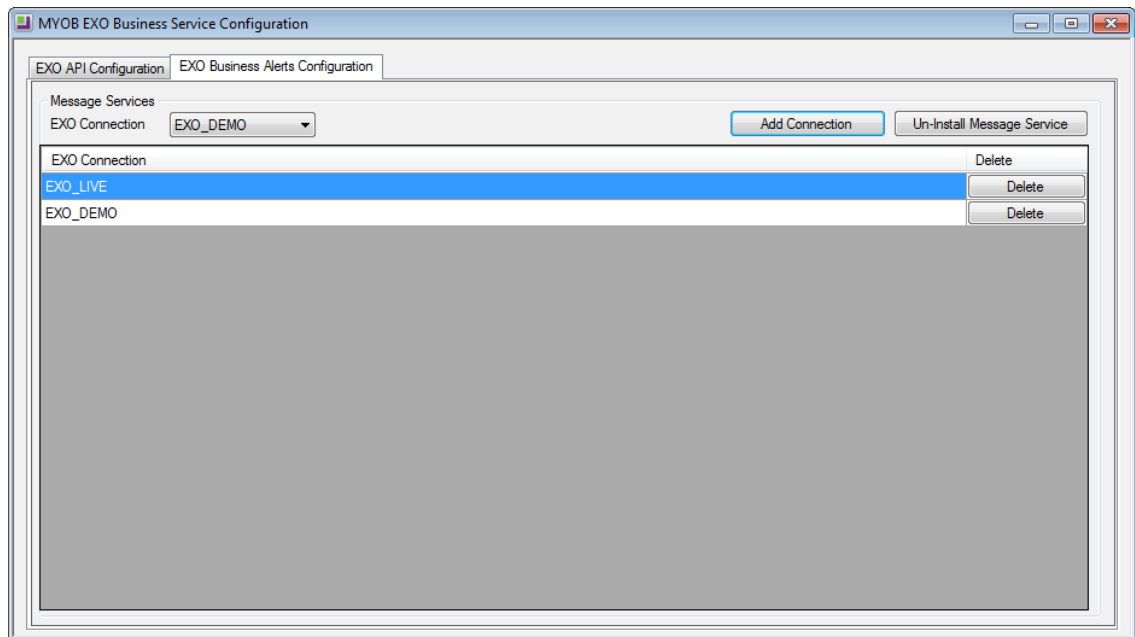 MYOB EXO Business Service Configuration
EXO API Configuration EXO Business Alerts Configuration
Message Services
EXO Connection EXO_DEMO Add Connection Un-Install Message Service
EXO Connection Delete
EXO_LIVE Delete
EXO_DEMO Delete